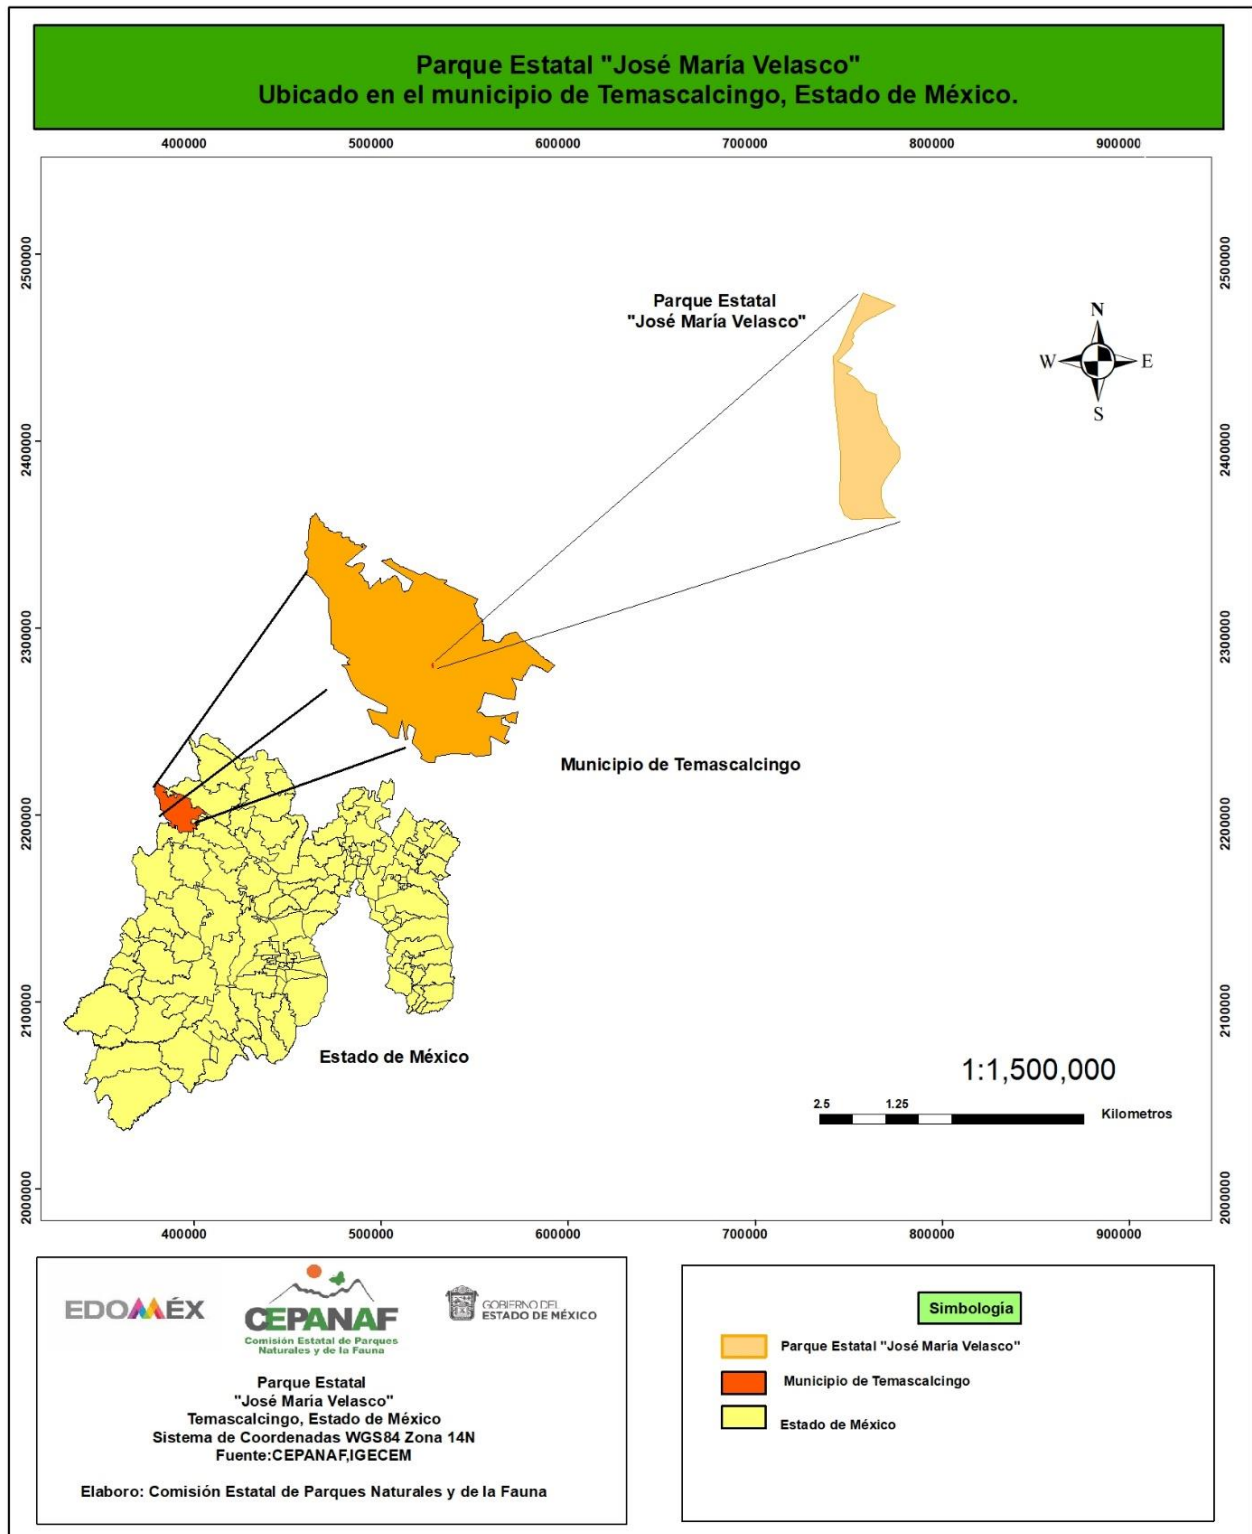 Parque Estatal "José María Velasco"
Ubicado en el municipio de Temascalcingo, Estado de México.
400000 500000 600000 700000 800000 900000
2500000
2500000
Parque Estatal
"José María Velasco"
N
W E
S
2400000
2400000
2300000
2300000
Municipio de Temascalcingo
2200000
2200000
2100000
2100000
Estado de México
1:1,500,000
2.5 1.25
Kilometros
2000000
2000000
400000 500000 600000 700000 800000 900000
EDOMÉX
CEPANAF
Comisión Estatal de Parques
Naturales y de la Fauna
GOBIERNO DEL
ESTADO DE MÉXICO
Parque Estatal
"José María Velasco"
Temascalcingo, Estado de México
Sistema de Coordenadas WGS84 Zona 14N
Fuente:CEPANAF,IGECEM
Elaboro: Comisión Estatal de Parques Naturales y de la Fauna
Simbología
Parque Estatal "José María Velasco"
Municipio de Temascalcingo
Estado de México